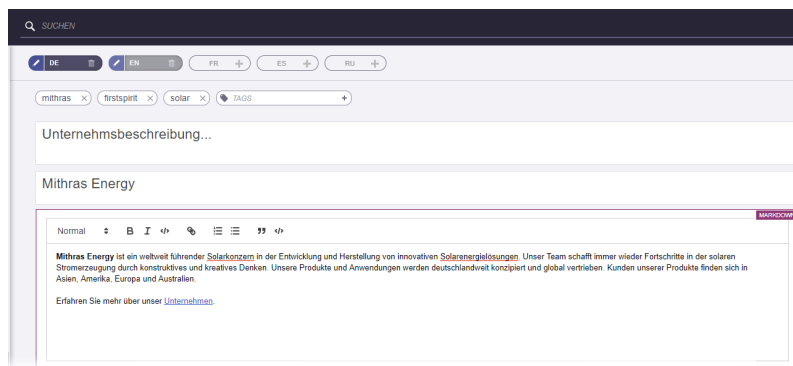 SUCHEN
DE EN FR ES RU
mithras firstspirit solar TAGS
Unternehmsbeschreibung...
Mithras Energy
MARKDOWN
Normal B I
Mithras Energy ist ein weltweit führender Solarkonzern in der Entwicklung und Herstellung von innovativen Solarenergielösungen. Unser Team schafft immer wieder Fortschritte in der solaren
Stromerzeugung durch konstruktives und kreatives Denken. Unsere Produkte und Anwendungen werden deutschlandweit konzipiert und global vertrieben. Kunden unserer Produkte finden sich in
Asien, Amerika, Europa und Australien.
Erfahren Sie mehr über unser Unternehmen.